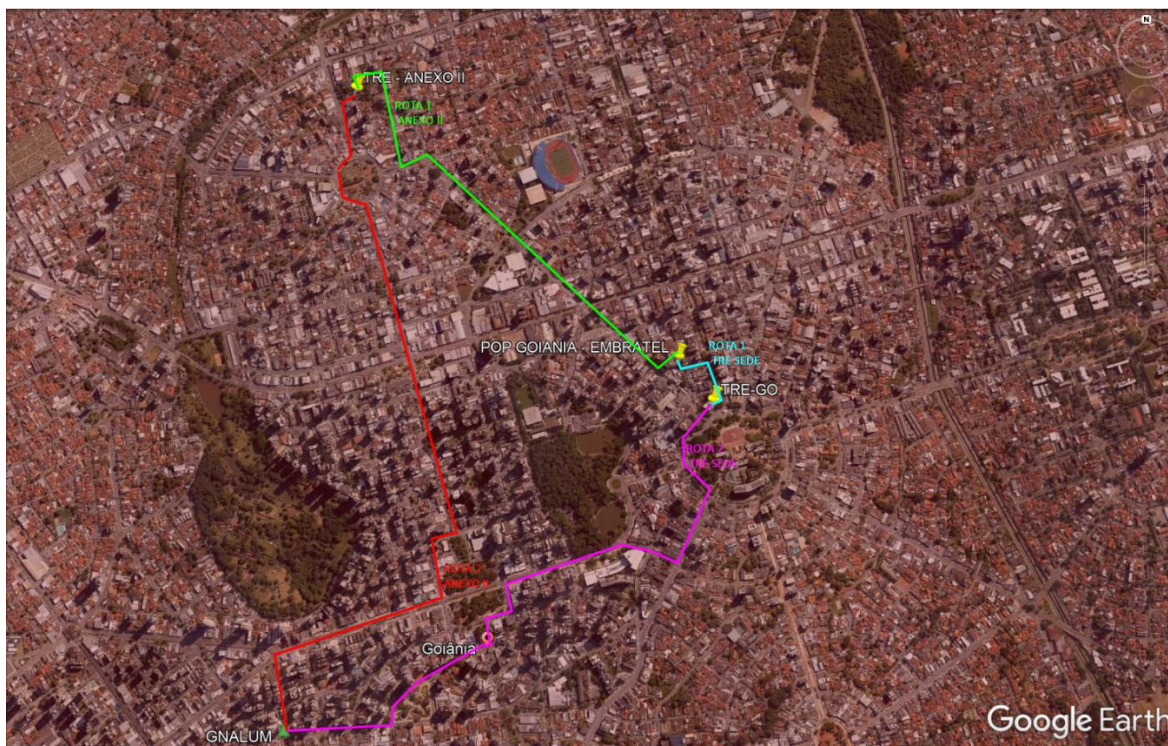 N
TRE - ANEXO II
ROTA 1
ANEXO II
POP GOIANIA - EMBRATEL
ROTA 1
TRE SEDE
TRE-GO
ROTA 2
TRE SEDE
ROTA 2
ANEXO II
Goiânia
GNALUM
Google Earth